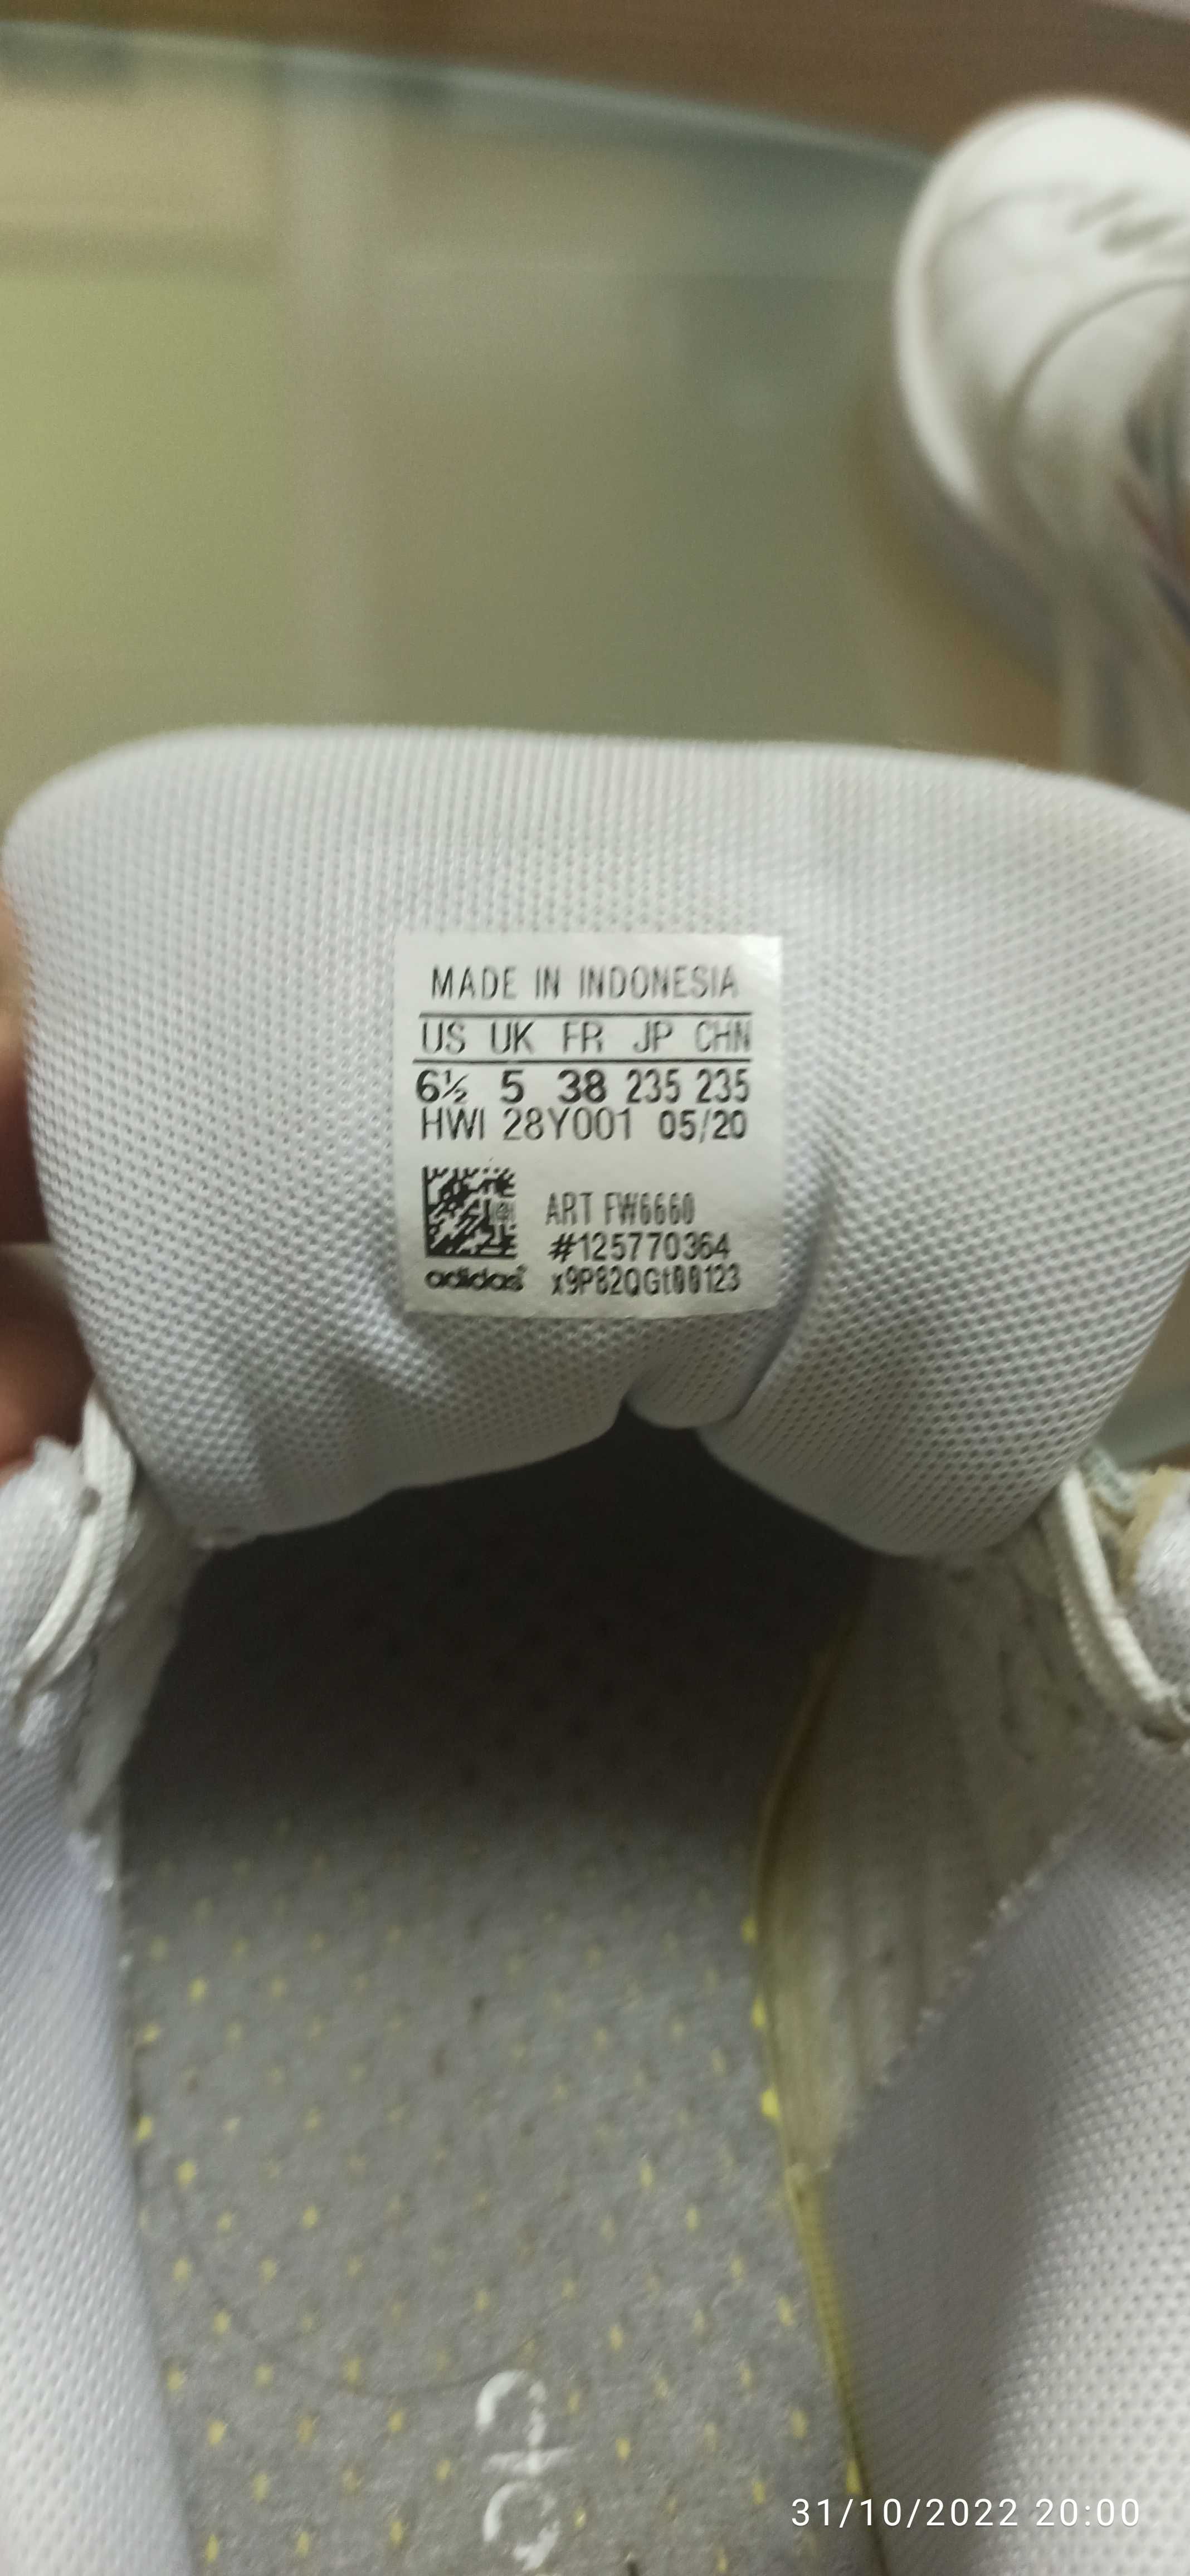 MADE IN INDONESIA
US UK FR JP CHN
6½ 5 38 235 235
HWI 28Y001 05/20
ART FW6660
#125770364
adidas® x9P82QGt00123
31/10/2022 20:00